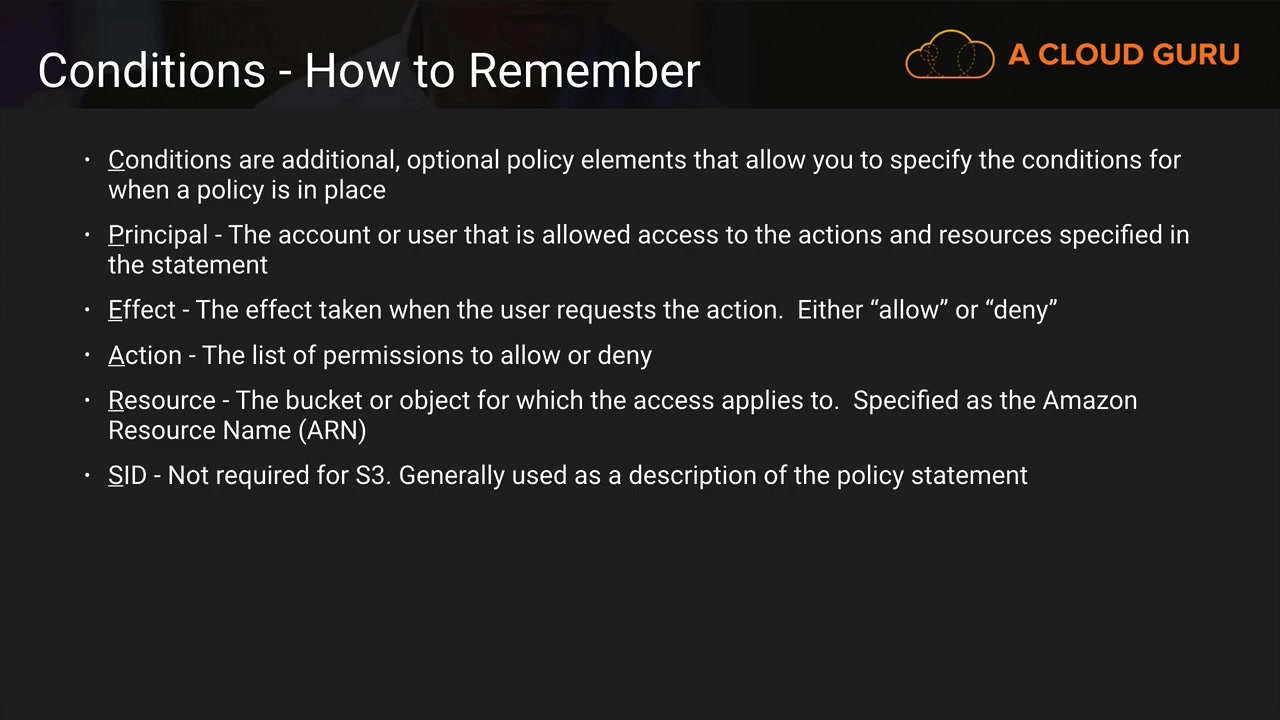 Conditions - How to Remember
A CLOUD GURU
· Conditions are additional, optional policy elements that allow you to specify the conditions for
when a policy is in place
· Principal - The account or user that is allowed access to the actions and resources specified in
the statement
· Effect - The effect taken when the user requests the action.  Either “allow” or “deny”
· Action - The list of permissions to allow or deny
· Resource - The bucket or object for which the access applies to.  Specified as the Amazon
Resource Name (ARN)
· SID - Not required for S3. Generally used as a description of the policy statement